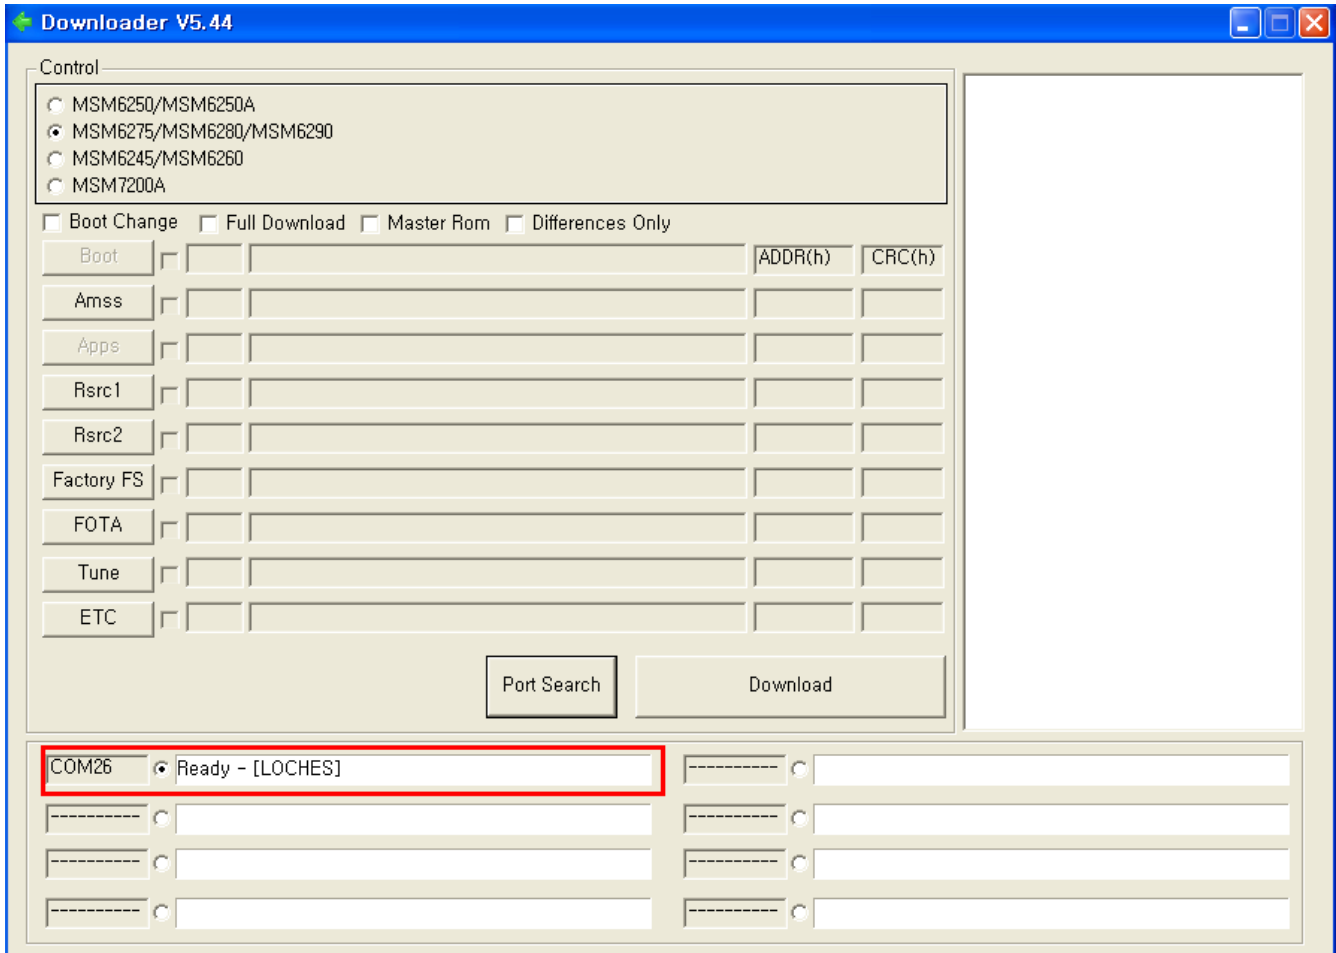 Downloader V5.44
Control
MSM6250/MSM6250A
MSM6275/MSM6280/MSM6290
MSM6245/MSM6260
MSM7200A
Boot Change Full Download Master Rom Differences Only
Boot ADDR(h) CRC(h)
Amss
Apps
Rsrc1
Rsrc2
Factory FS
FOTA
Tune
ETC
Port Search Download
COM26 Ready - [LOCHES] ----------
---------- ----------
---------- ----------
---------- ----------